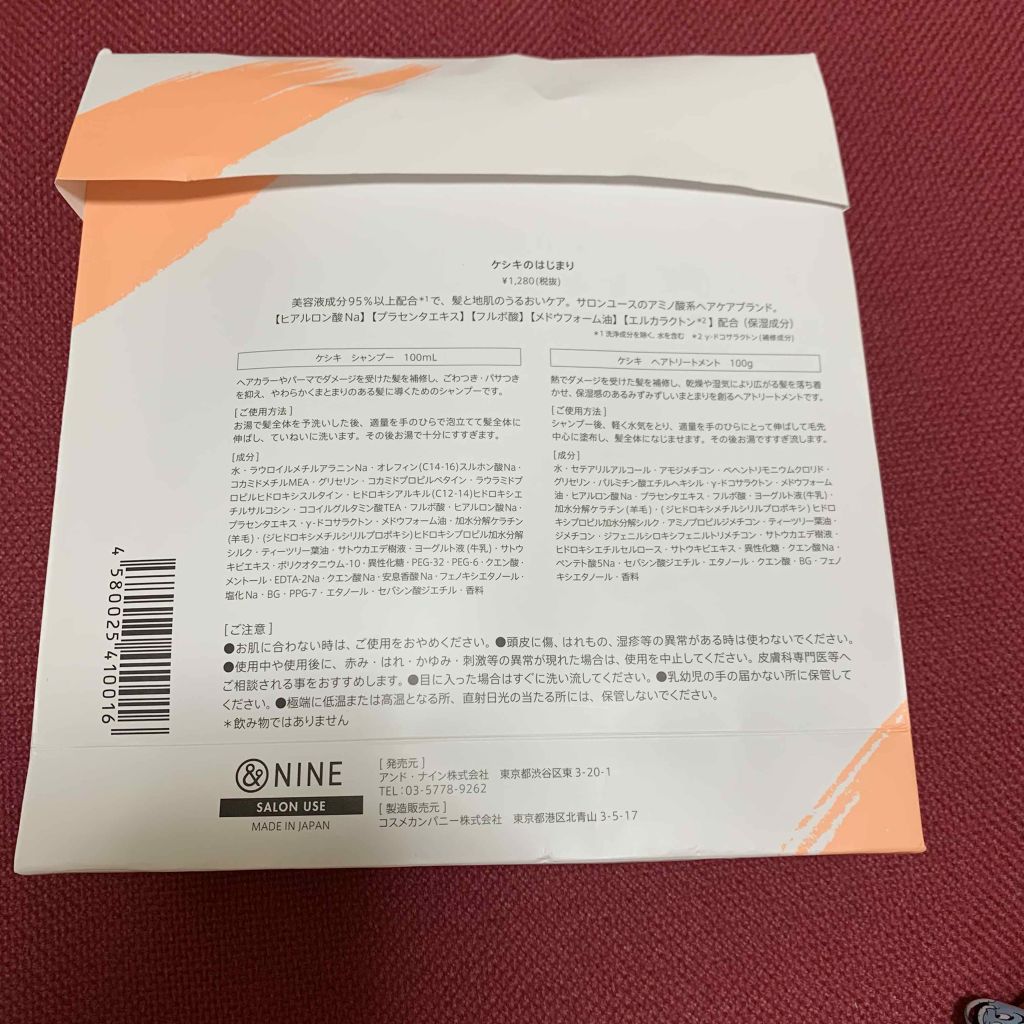 ケシキのはじまり
¥1,280(税抜)
美容液成分95%以上配合*1で、髪と地肌のうるおいケア。サロンユースのアミノ酸系ヘアケアブランド。
【ヒアルロン酸Na】【プラセンタエキス】【フルボ酸】【メドウフォーム油】【エルカラクトン*2】配合(保湿成分)
*1 洗浄成分を除く、水を含む *2 γ-ドコサラクトン(補修成分)
ケシキ シャンプー 100mL
ヘアカラーやパーマでダメージを受けた髪を補修し、ごわつき・パサつき
を抑え、やわらかくまとまりのある髪に導くためのシャンプーです。
[ご使用方法]
お湯で髪全体を予洗いした後、適量を手のひらで泡立てて髪全体に
伸ばし、ていねいに洗います。その後お湯で十分にすすぎます。
[成分]
水・ラウロイルメチルアラニンNa・オレフィン(C14-16)スルホン酸Na・
コカミドメチルMEA・グリセリン・コカミドプロピルベタイン・ラウラミドプ
ロピルヒドロキシスルタイン・ヒドロキシアルキル(C12-14)ヒドロキシエ
チルサルコシン・ココイルグルタミン酸TEA・フルボ酸・ヒアルロン酸Na・
プラセンタエキス・γ-ドコサラクトン・メドウフォーム油・加水分解ケラチン
(羊毛)・(ジヒドロキシメチルシリルプロポキシ)ヒドロキシプロピル加水分解
シルク・ティーツリー葉油・サトウカエデ樹液・ヨーグルト液(牛乳)・サトウ
キビエキス・ポリクオタニウム-10・異性化糖・PEG-32・PEG-6・クエン酸・
メントール・EDTA-2Na・クエン酸Na・安息香酸Na・フェノキシエタノール・
塩化Na・BG・PPG-7・エタノール・セバシン酸ジエチル・香料
ケシキ ヘアトリートメント 100g
熱でダメージを受けた髪を補修し、乾燥や湿気により広がる髪を落ち着
かせ、保湿感のあるみずみずしいまとまりを創るヘアトリートメントです。
[ご使用方法]
シャンプー後、軽く水気をとり、適量を手のひらにとって伸ばして毛先
中心に塗布し、髪全体になじませます。その後お湯ですすぎ流します。
[成分]
水・セテアリルアルコール・アモジメチコン・ベヘントリモニウムクロリド・
グリセリン・パルミチン酸エチルヘキシル・γ-ドコサラクトン・メドウフォーム
油・ヒアルロン酸Na・プラセンタエキス・フルボ酸・ヨーグルト液(牛乳)・
加水分解ケラチン(羊毛)・(ジヒドロキシメチルシリルプロポキシ)ヒドロ
キシプロピル加水分解シルク・アミノプロピルジメチコン・ティーツリー葉油・
ジメチコン・ジフェニルシロキシフェニルトリメチコン・サトウカエデ樹液・
ヒドロキシエチルセルロース・サトウキビエキス・異性化糖・クエン酸Na・
ペンテト酸5Na・セバシン酸ジエチル・エタノール・クエン酸・BG・フェノ
キシエタノール・香料
[ご注意]
●お肌に合わない時は、ご使用をおやめください。●頭皮に傷、はれもの、湿疹等の異常がある時は使わないでください。
●使用中や使用後に、赤み・はれ・かゆみ・刺激等の異常が現れた場合は、使用を中止してください。皮膚科専門医等へ
ご相談される事をおすすめします。●目に入った場合はすぐに洗い流してください。●乳幼児の手の届かない所に保管して
ください。●極端に低温または高温となる所、直射日光の当たる所には、保管しないでください。
*飲み物ではありません
4 580025 410016
& NINE
SALON USE
MADE IN JAPAN
[発売元]
アンド・ナイン株式会社 東京都渋谷区東 3-20-1
TEL:03-5778-9262
[製造販売元]
コスメカンパニー株式会社 東京都港区北青山 3-5-17